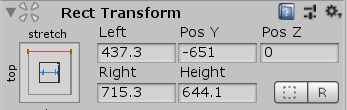 Rect Transform
stretch
Left Pos Y Pos Z
437.3 -651 0
top
Right Height
715.3 644.1 R